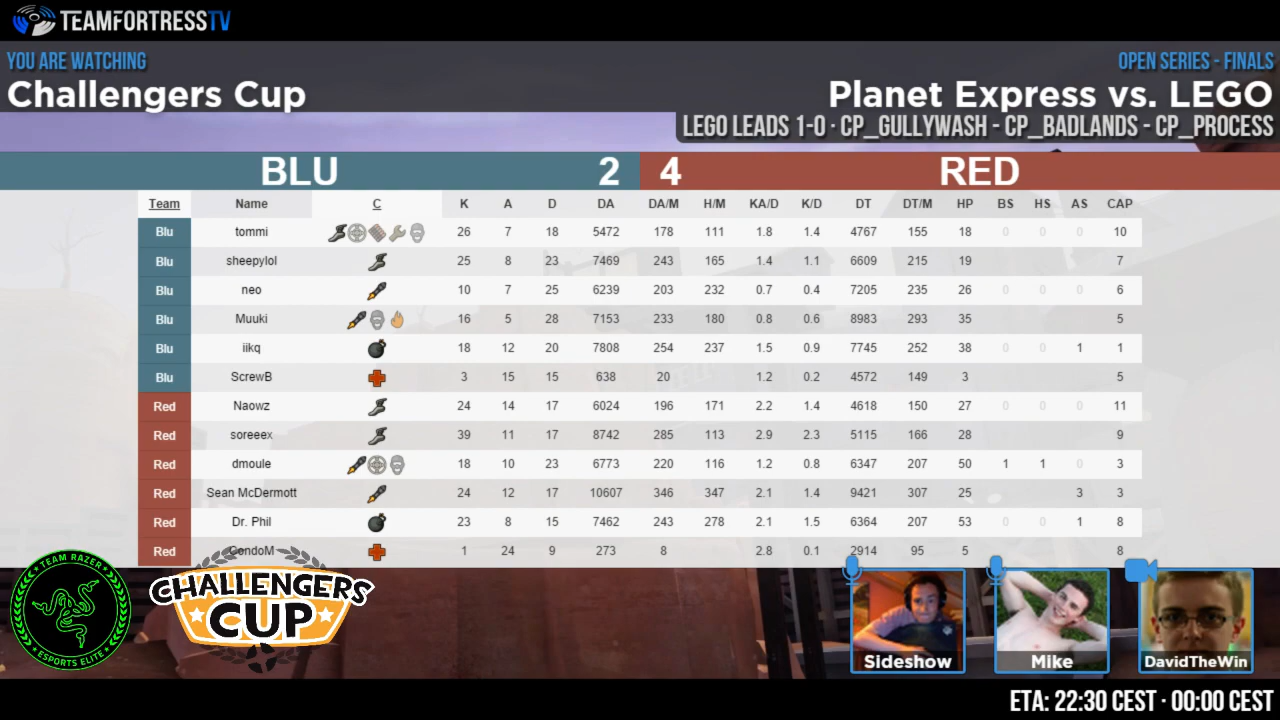 TEAMFORTRESSTV
YOU ARE WATCHING
Challengers Cup
OPEN SERIES - FINALS
Planet Express vs. LEGO
LEGO LEADS 1-0 · CP_GULLYWASH - CP_BADLANDS - CP_PROCESS
BLU 2 4 RED
Team Name C K A D DA DA/M H/M KA/D K/D DT DT/M HP BS HS AS CAP
Blu tommi 26 7 18 5472 178 111 1.8 1.4 4767 155 18 0 0 0 10
Blu sheepylol 25 8 23 7469 243 165 1.4 1.1 6609 215 19 7
Blu neo 10 7 25 6239 203 232 0.7 0.4 7205 235 26 0 0 0 6
Blu Muuki 16 5 28 7153 233 180 0.8 0.6 8983 293 35 5
Blu iikq 18 12 20 7808 254 237 1.5 0.9 7745 252 38 0 0 1 1
Blu ScrewB 3 15 15 638 20 1.2 0.2 4572 149 3 5
Red Naowz 24 14 17 6024 196 171 2.2 1.4 4618 150 27 0 0 0 11
Red soreeex 39 11 17 8742 285 113 2.9 2.3 5115 166 28 9
Red dmoule 18 10 23 6773 220 116 1.2 0.8 6347 207 50 1 1 0 3
Red Sean McDermott 24 12 17 10607 346 347 2.1 1.4 9421 307 25 3 3
Red Dr. Phil 23 8 15 7462 243 278 2.1 1.5 6364 207 53 0 0 1 8
Red CondoM 1 24 9 273 8 2.8 0.1 2914 95 5 8
TEAM RAZER
ESPORTS ELITE
CHALLENGERS
CUP
Sideshow
Mike
DavidTheWin
ETA: 22:30 CEST · 00:00 CEST